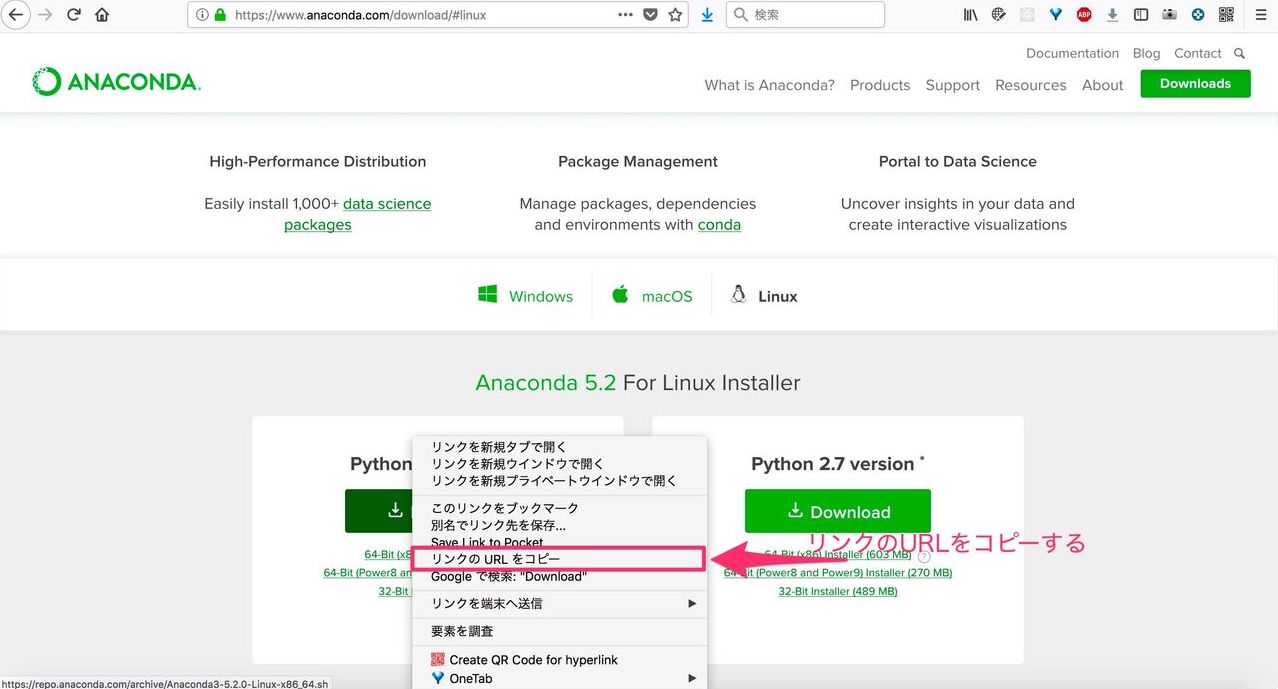 https://www.anaconda.com/download/#linux
検索
ABP
Documentation Blog Contact
ANACONDA.
What is Anaconda? Products Support Resources About Downloads
High-Performance Distribution
Easily install 1,000+ data science
packages
Package Management
Manage packages, dependencies
and environments with conda
Portal to Data Science
Uncover insights in your data and
create interactive visualizations
Windows macOS Linux
Anaconda 5.2 For Linux Installer
Python
64-Bit (x8
64-Bit (Power8 an
32-Bit
リンクを新規タブで開く
リンクを新規ウインドウで開く
リンクを新規プライベートウインドウで開く
このリンクをブックマーク
別名でリンク先を保存...
Save Link to Pocket
リンクの URL をコピー
Google で検索: "Download"
リンクを端末へ送信
要素を調査
Create QR Code for hyperlink
OneTab
Python 2.7 version *
Download
リンクのURLをコピーする
64-Bit (x86) Installer (603 MB) ?
64-Bit (Power8 and Power9) Installer (270 MB)
32-Bit Installer (489 MB)
https://repo.anaconda.com/archive/Anaconda3-5.2.0-Linux-x86_64.sh